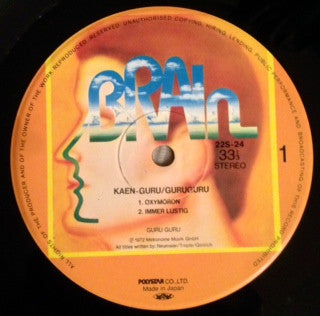 ALL RIGHTS OF THE PRODUCER AND OF THE OWNER OF THE WORK REPRODUCED RESERVED. UNAUTHORISED COPYING, HIRING, LENDING, PUBLIC PERFORMANCE AND BROADCASTING OF THIS RECORD PROHIBITED
BRAIn
22S-24
33⅓
STEREO
1
KAEN-GURU/GURUGURU
1. OXYMORON
2. IMMER LUSTIG
GURU GURU
℗ 1972 Metronome Musik GmbH
All titles written by: Neumeier/Trepte/Genrich
POLYSTAR CO., LTD.
Made in Japan